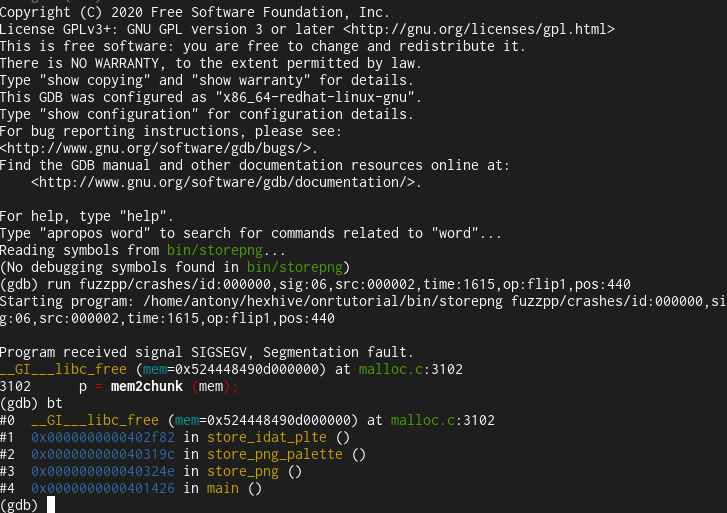 Copyright (C) 2020 Free Software Foundation, Inc.
License GPLv3+: GNU GPL version 3 or later <http://gnu.org/licenses/gpl.html>
This is free software: you are free to change and redistribute it.
There is NO WARRANTY, to the extent permitted by law.
Type "show copying" and "show warranty" for details.
This GDB was configured as "x86_64-redhat-linux-gnu".
Type "show configuration" for configuration details.
For bug reporting instructions, please see:
<http://www.gnu.org/software/gdb/bugs/>.
Find the GDB manual and other documentation resources online at:
    <http://www.gnu.org/software/gdb/documentation/>.

For help, type "help".
Type "apropos word" to search for commands related to "word"...
Reading symbols from bin/storepng...
(No debugging symbols found in bin/storepng)
(gdb) run fuzzpp/crashes/id:000000,sig:06,src:000002,time:1615,op:flip1,pos:440
Starting program: /home/antony/hexhive/onrtutorial/bin/storepng fuzzpp/crashes/id:000000,si
g:06,src:000002,time:1615,op:flip1,pos:440

Program received signal SIGSEGV, Segmentation fault.
__GI___libc_free (mem=0x524448490d000000) at malloc.c:3102
3102      p = mem2chunk (mem);
(gdb) bt
#0  __GI___libc_free (mem=0x524448490d000000) at malloc.c:3102
#1  0x0000000000402f82 in store_idat_plte ()
#2  0x000000000040319c in store_png_palette ()
#3  0x000000000040324e in store_png ()
#4  0x0000000000401426 in main ()
(gdb)